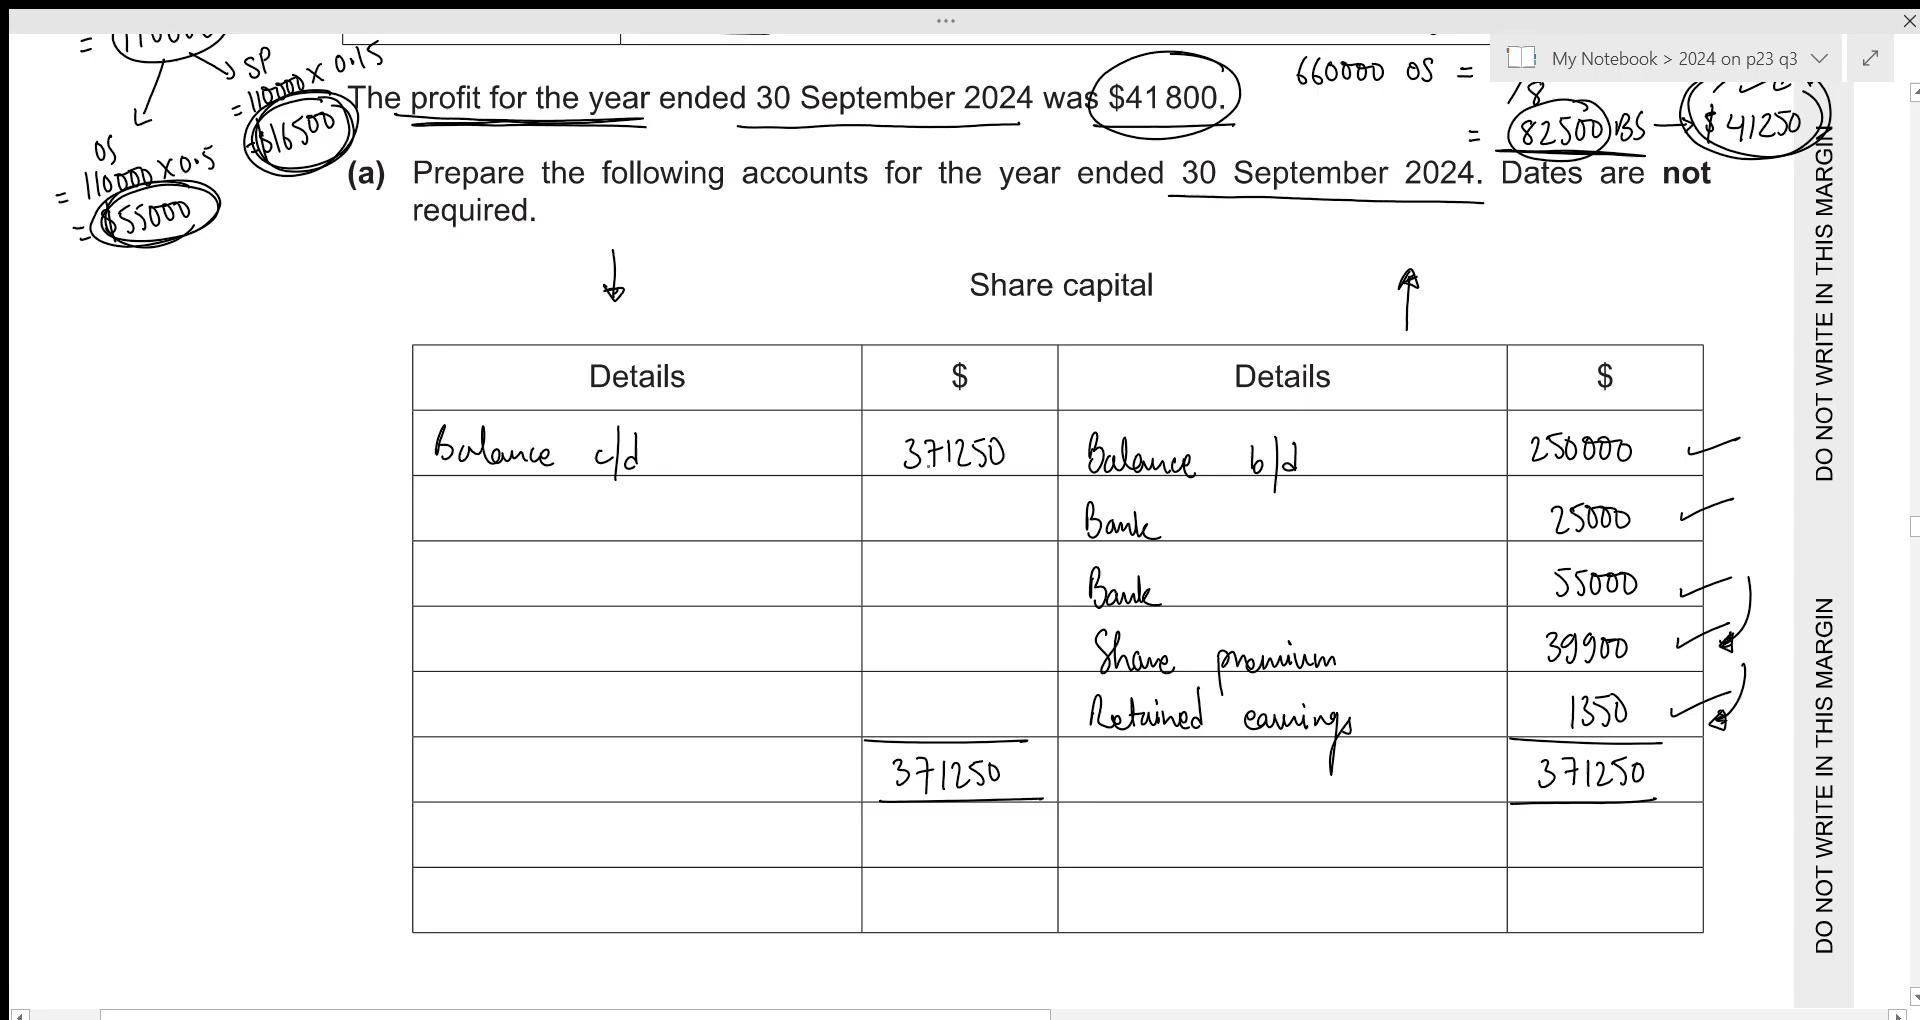 My Notebook > 2024 on p23 q3
= 110000
SP
= 110000 × 0.15
= $16500
OS
= 110000 × 0.5
= $55000
660000 OS =
/8
= 82500 BS → $41250
The profit for the year ended 30 September 2024 was $41 800.
(a) Prepare the following accounts for the year ended 30 September 2024. Dates are not
required.
Share capital
Details $ Details $
Balance c/d 371250 Balance b/d 250000
Bank 25000
Bank 55000
Share premium 39900
Retained earnings 1350
371250 371250
DO NOT WRITE IN THIS MARGIN
DO NOT WRITE IN THIS MARGIN